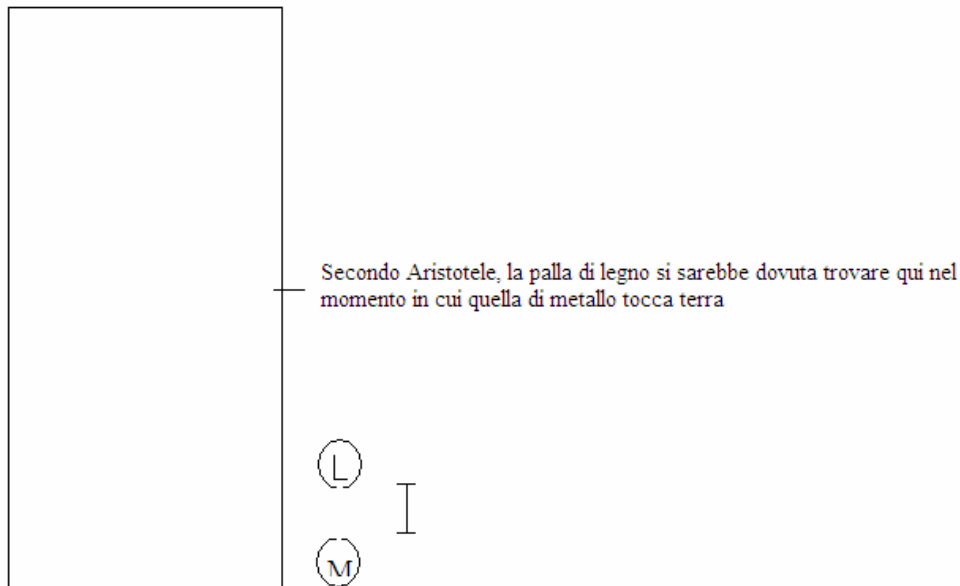 Secondo Aristotele, la palla di legno si sarebbe dovuta trovare qui nel
momento in cui quella di metallo tocca terra
L
M